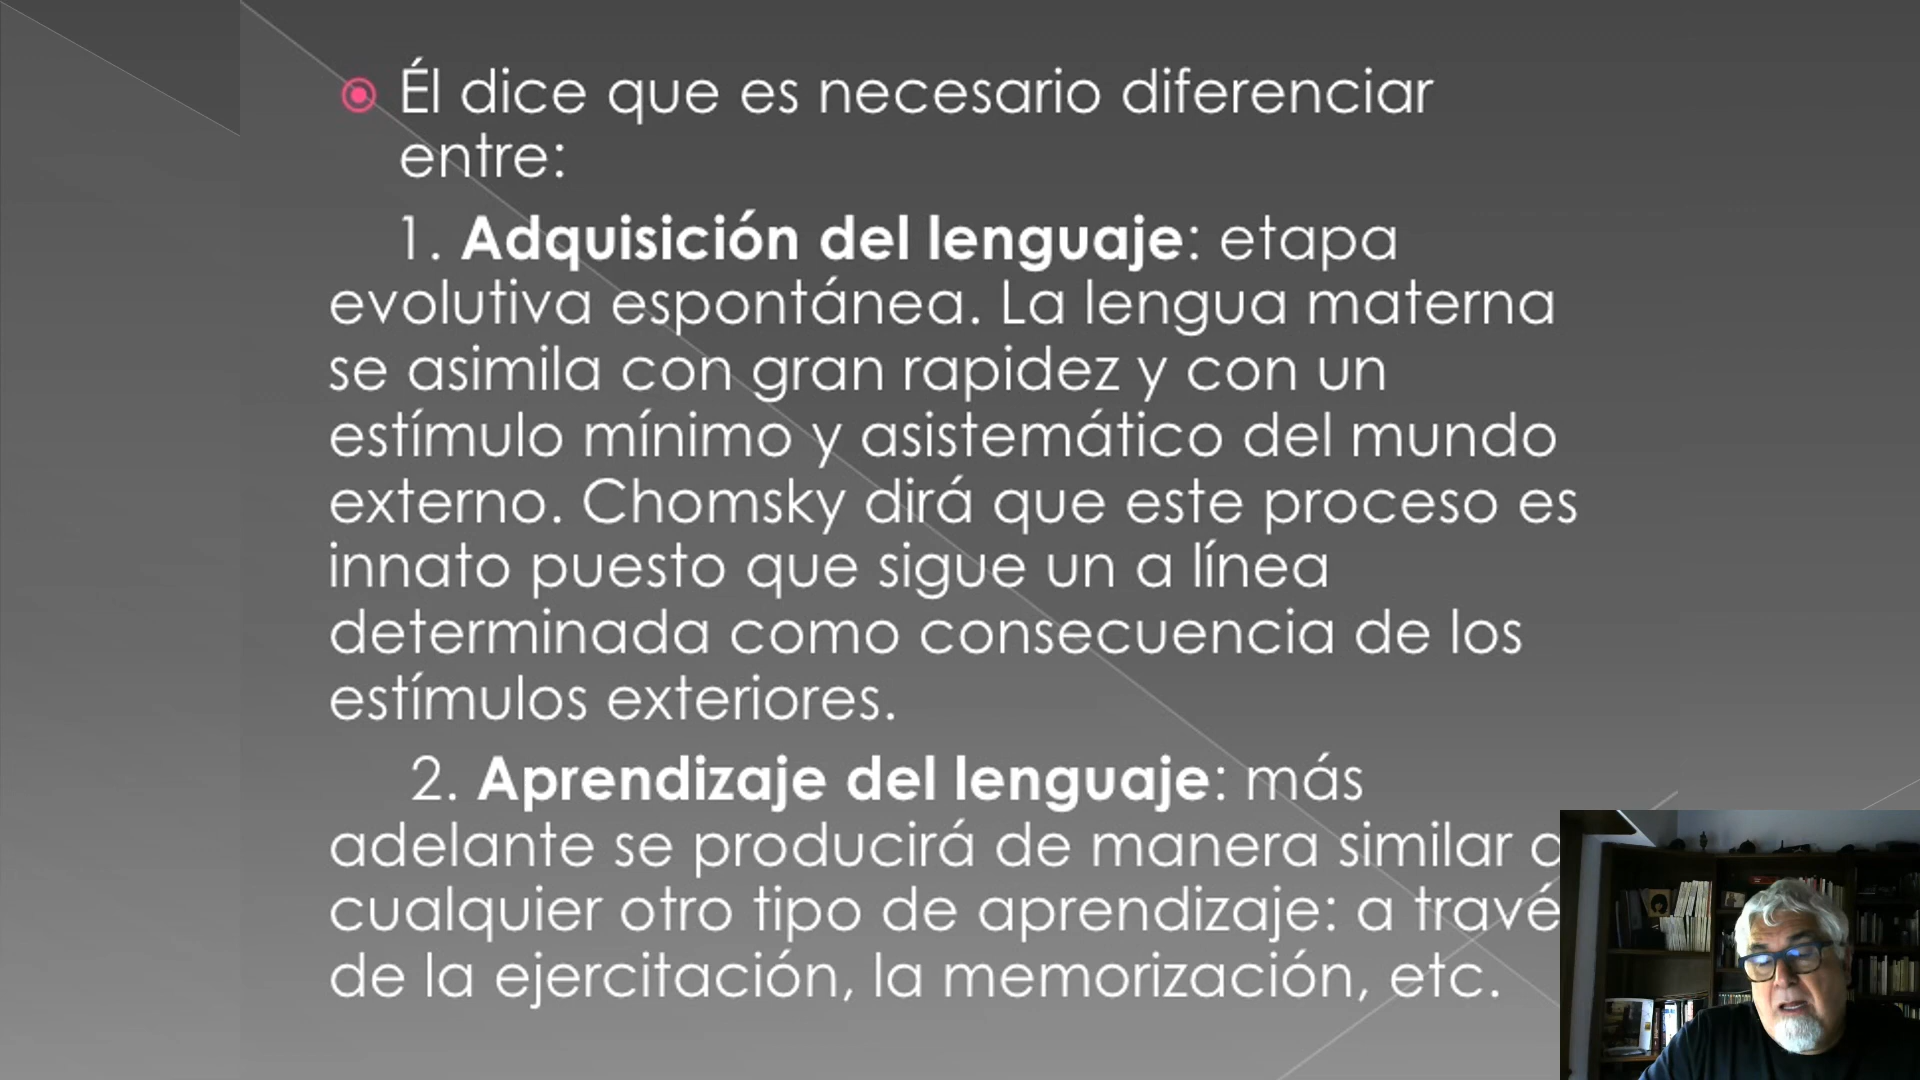 Él dice que es necesario diferenciar
entre:
1. Adquisición del lenguaje: etapa
evolutiva espontánea. La lengua materna
se asimila con gran rapidez y con un
estímulo mínimo y asistemático del mundo
externo. Chomsky dirá que este proceso es
innato puesto que sigue un a línea
determinada como consecuencia de los
estímulos exteriores.
2. Aprendizaje del lenguaje: más
adelante se producirá de manera similar a
cualquier otro tipo de aprendizaje: a travé
de la ejercitación, la memorización, etc.